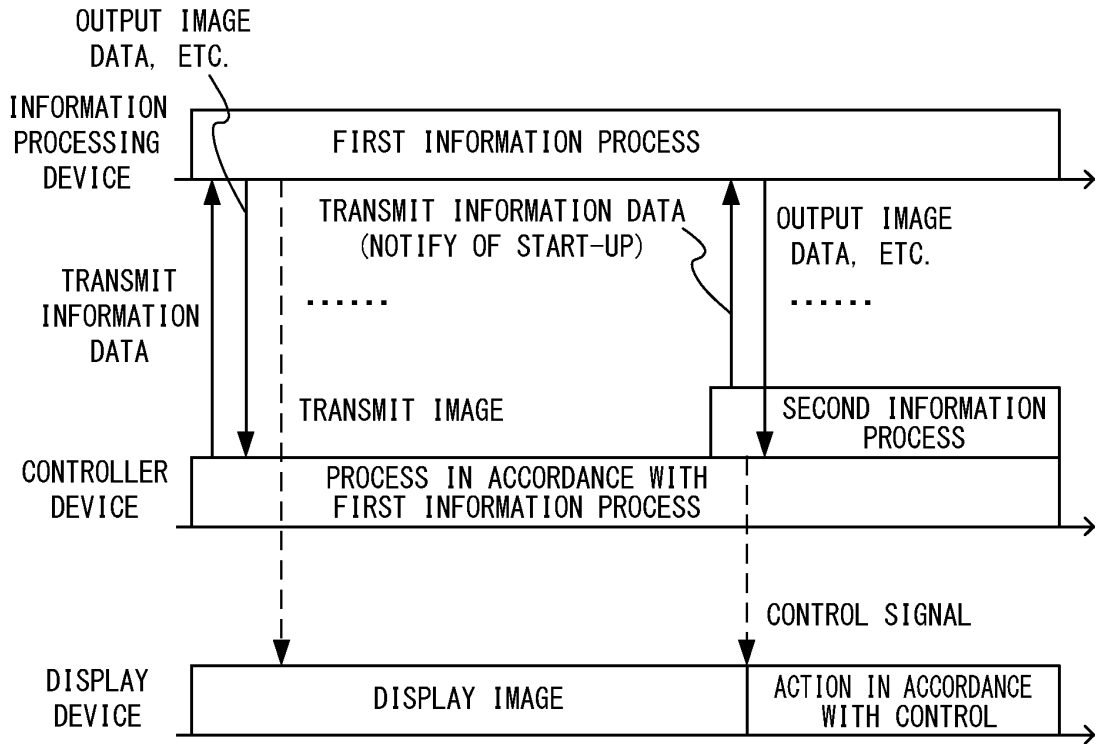 OUTPUT IMAGE
DATA, ETC.
INFORMATION
PROCESSING
DEVICE
FIRST INFORMATION PROCESS
TRANSMIT INFORMATION DATA
(NOTIFY OF START-UP)
OUTPUT IMAGE
DATA, ETC.
TRANSMIT
INFORMATION
DATA
......
......
TRANSMIT IMAGE
SECOND INFORMATION
PROCESS
CONTROLLER
DEVICE
PROCESS IN ACCORDANCE WITH
FIRST INFORMATION PROCESS
CONTROL SIGNAL
DISPLAY
DEVICE
DISPLAY IMAGE
ACTION IN ACCORDANCE
WITH CONTROL